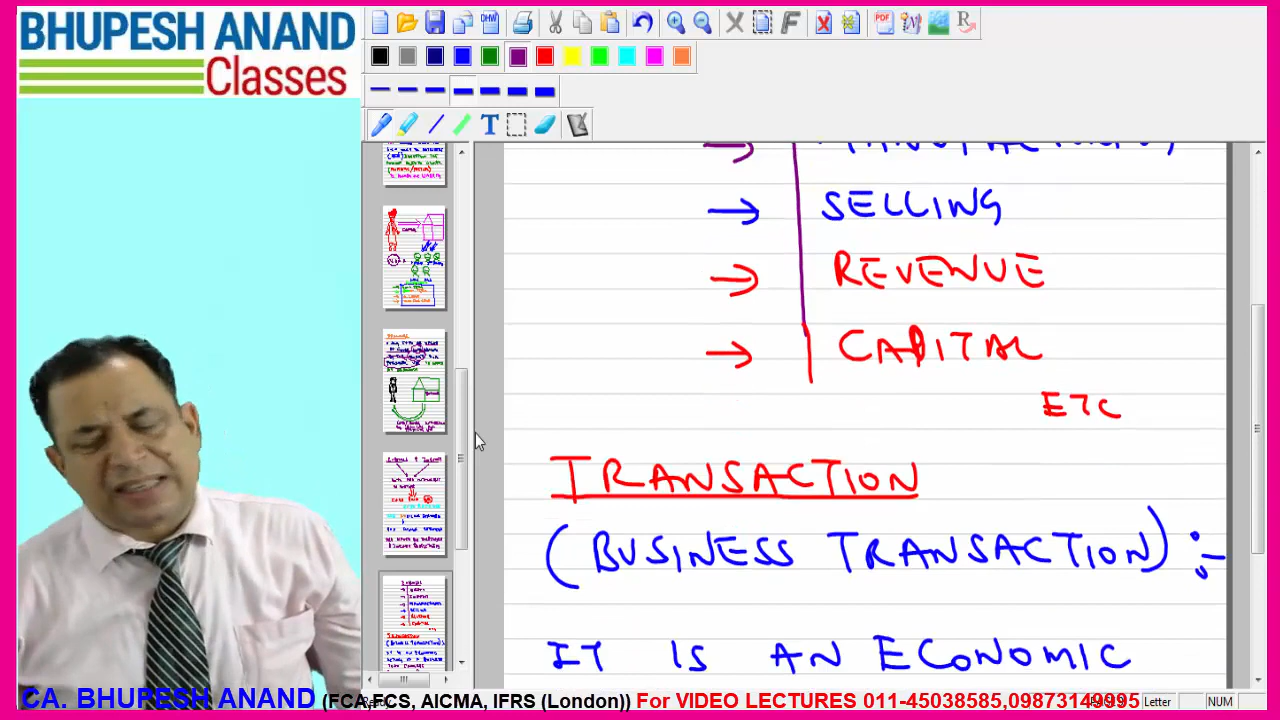 BHUPESH ANAND
Classes
SELLING
REVENUE
CAPITAL
ETC
TRANSACTION
(BUSINESS TRANSACTION) :-
IT IS AN ECONOMIC
CA. BHUPESH ANAND (FCA,FCS, AICMA, IFRS (London)) For VIDEO LECTURES 011-45038585,09873149195
Letter
NUM